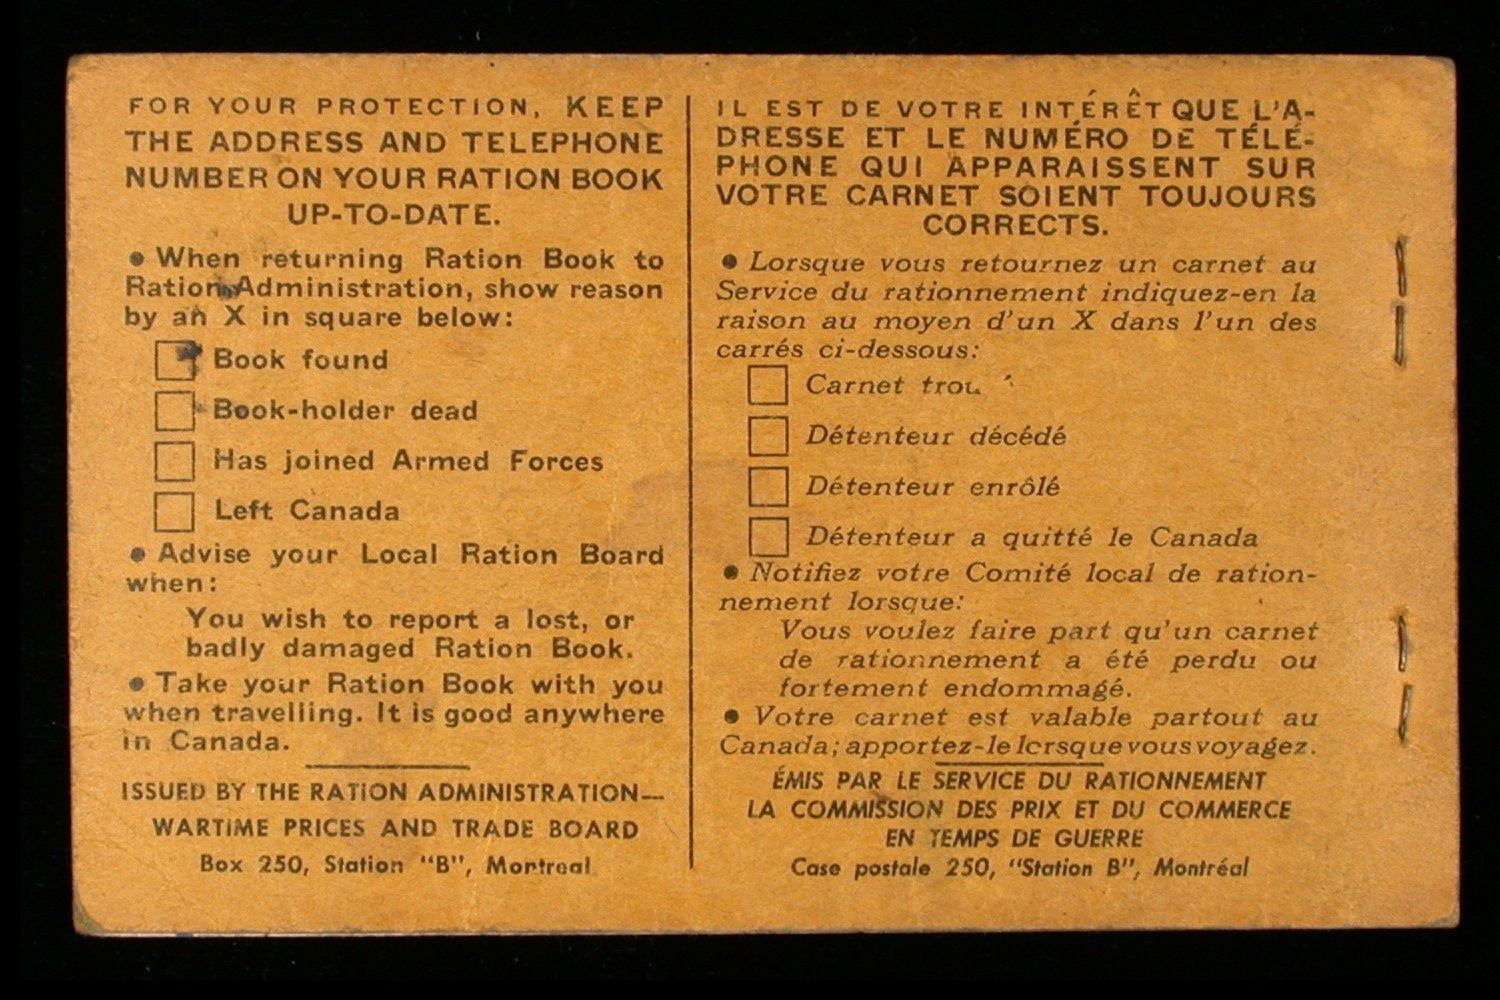 FOR YOUR PROTECTION, KEEP
THE ADDRESS AND TELEPHONE
NUMBER ON YOUR RATION BOOK
UP-TO-DATE.
● When returning Ration Book to
Ration Administration, show reason
by an X in square below:
Book found
Book-holder dead
Has joined Armed Forces
Left Canada
● Advise your Local Ration Board
when:
You wish to report a lost, or
badly damaged Ration Book.
● Take your Ration Book with you
when travelling. It is good anywhere
in Canada.
ISSUED BY THE RATION ADMINISTRATION—
WARTIME PRICES AND TRADE BOARD
Box 250, Station "B", Montreal
IL EST DE VOTRE INTÉRÊT QUE L'A-
DRESSE ET LE NUMÉRO DE TÉLÉ-
PHONE QUI APPARAISSENT SUR
VOTRE CARNET SOIENT TOUJOURS
CORRECTS.
● Lorsque vous retournez un carnet au
Service du rationnement indiquez-en la
raison au moyen d'un X dans l'un des
carrés ci-dessous:
Carnet
Détenteur décédé
Détenteur enrôlé
Détenteur a quitté le Canada
● Notifiez votre Comité local de ration-
nement lorsque:
Vous voulez faire part qu'un carnet
de rationnement a été perdu ou
fortement endommagé.
● Votre carnet est valable partout au
Canada; apportez-le lorsque vous voyagez.
ÉMIS PAR LE SERVICE DU RATIONNEMENT
LA COMMISSION DES PRIX ET DU COMMERCE
EN TEMPS DE GUERRE
Case postale 250, "Station B", Montréal